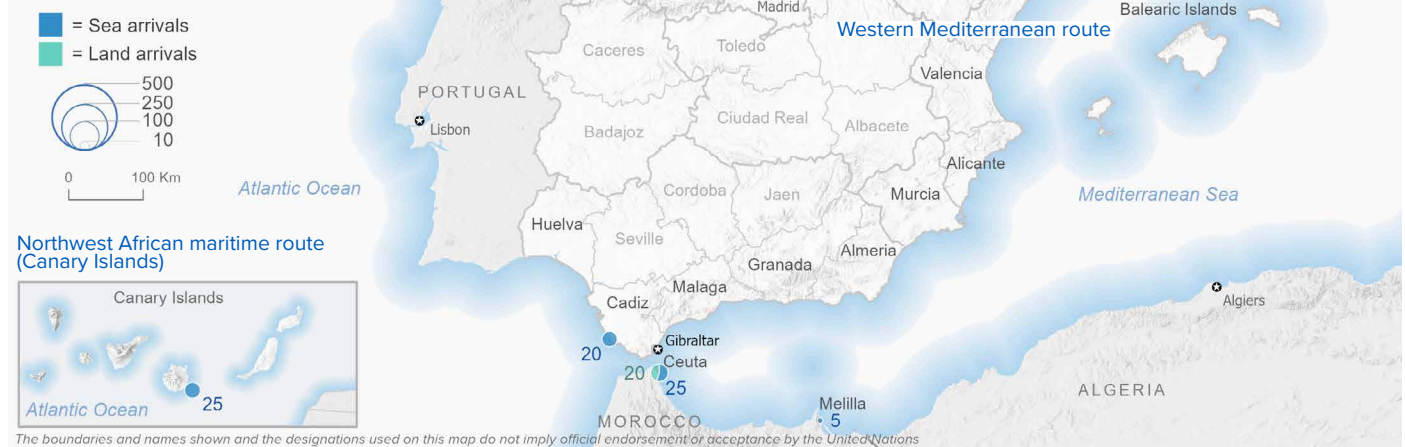 = Sea arrivals
= Land arrivals
500
250
100
10
0 100 Km
Madrid
Western Mediterranean route
Balearic Islands
Caceres
Toledo
Valencia
PORTUGAL
Lisbon
Badajoz
Ciudad Real
Albacete
Alicante
Atlantic Ocean
Cordoba
Jaen
Murcia
Mediterranean Sea
Huelva
Seville
Almeria
Granada
Northwest African maritime route
(Canary Islands)
Canary Islands
Malaga
Cadiz
Algiers
Gibraltar
20
Ceuta
20
25
ALGERIA
Atlantic Ocean
25
Melilla
5
MOROCCO
The boundaries and names shown and the designations used on this map do not imply official endorsement or acceptance by the United Nations